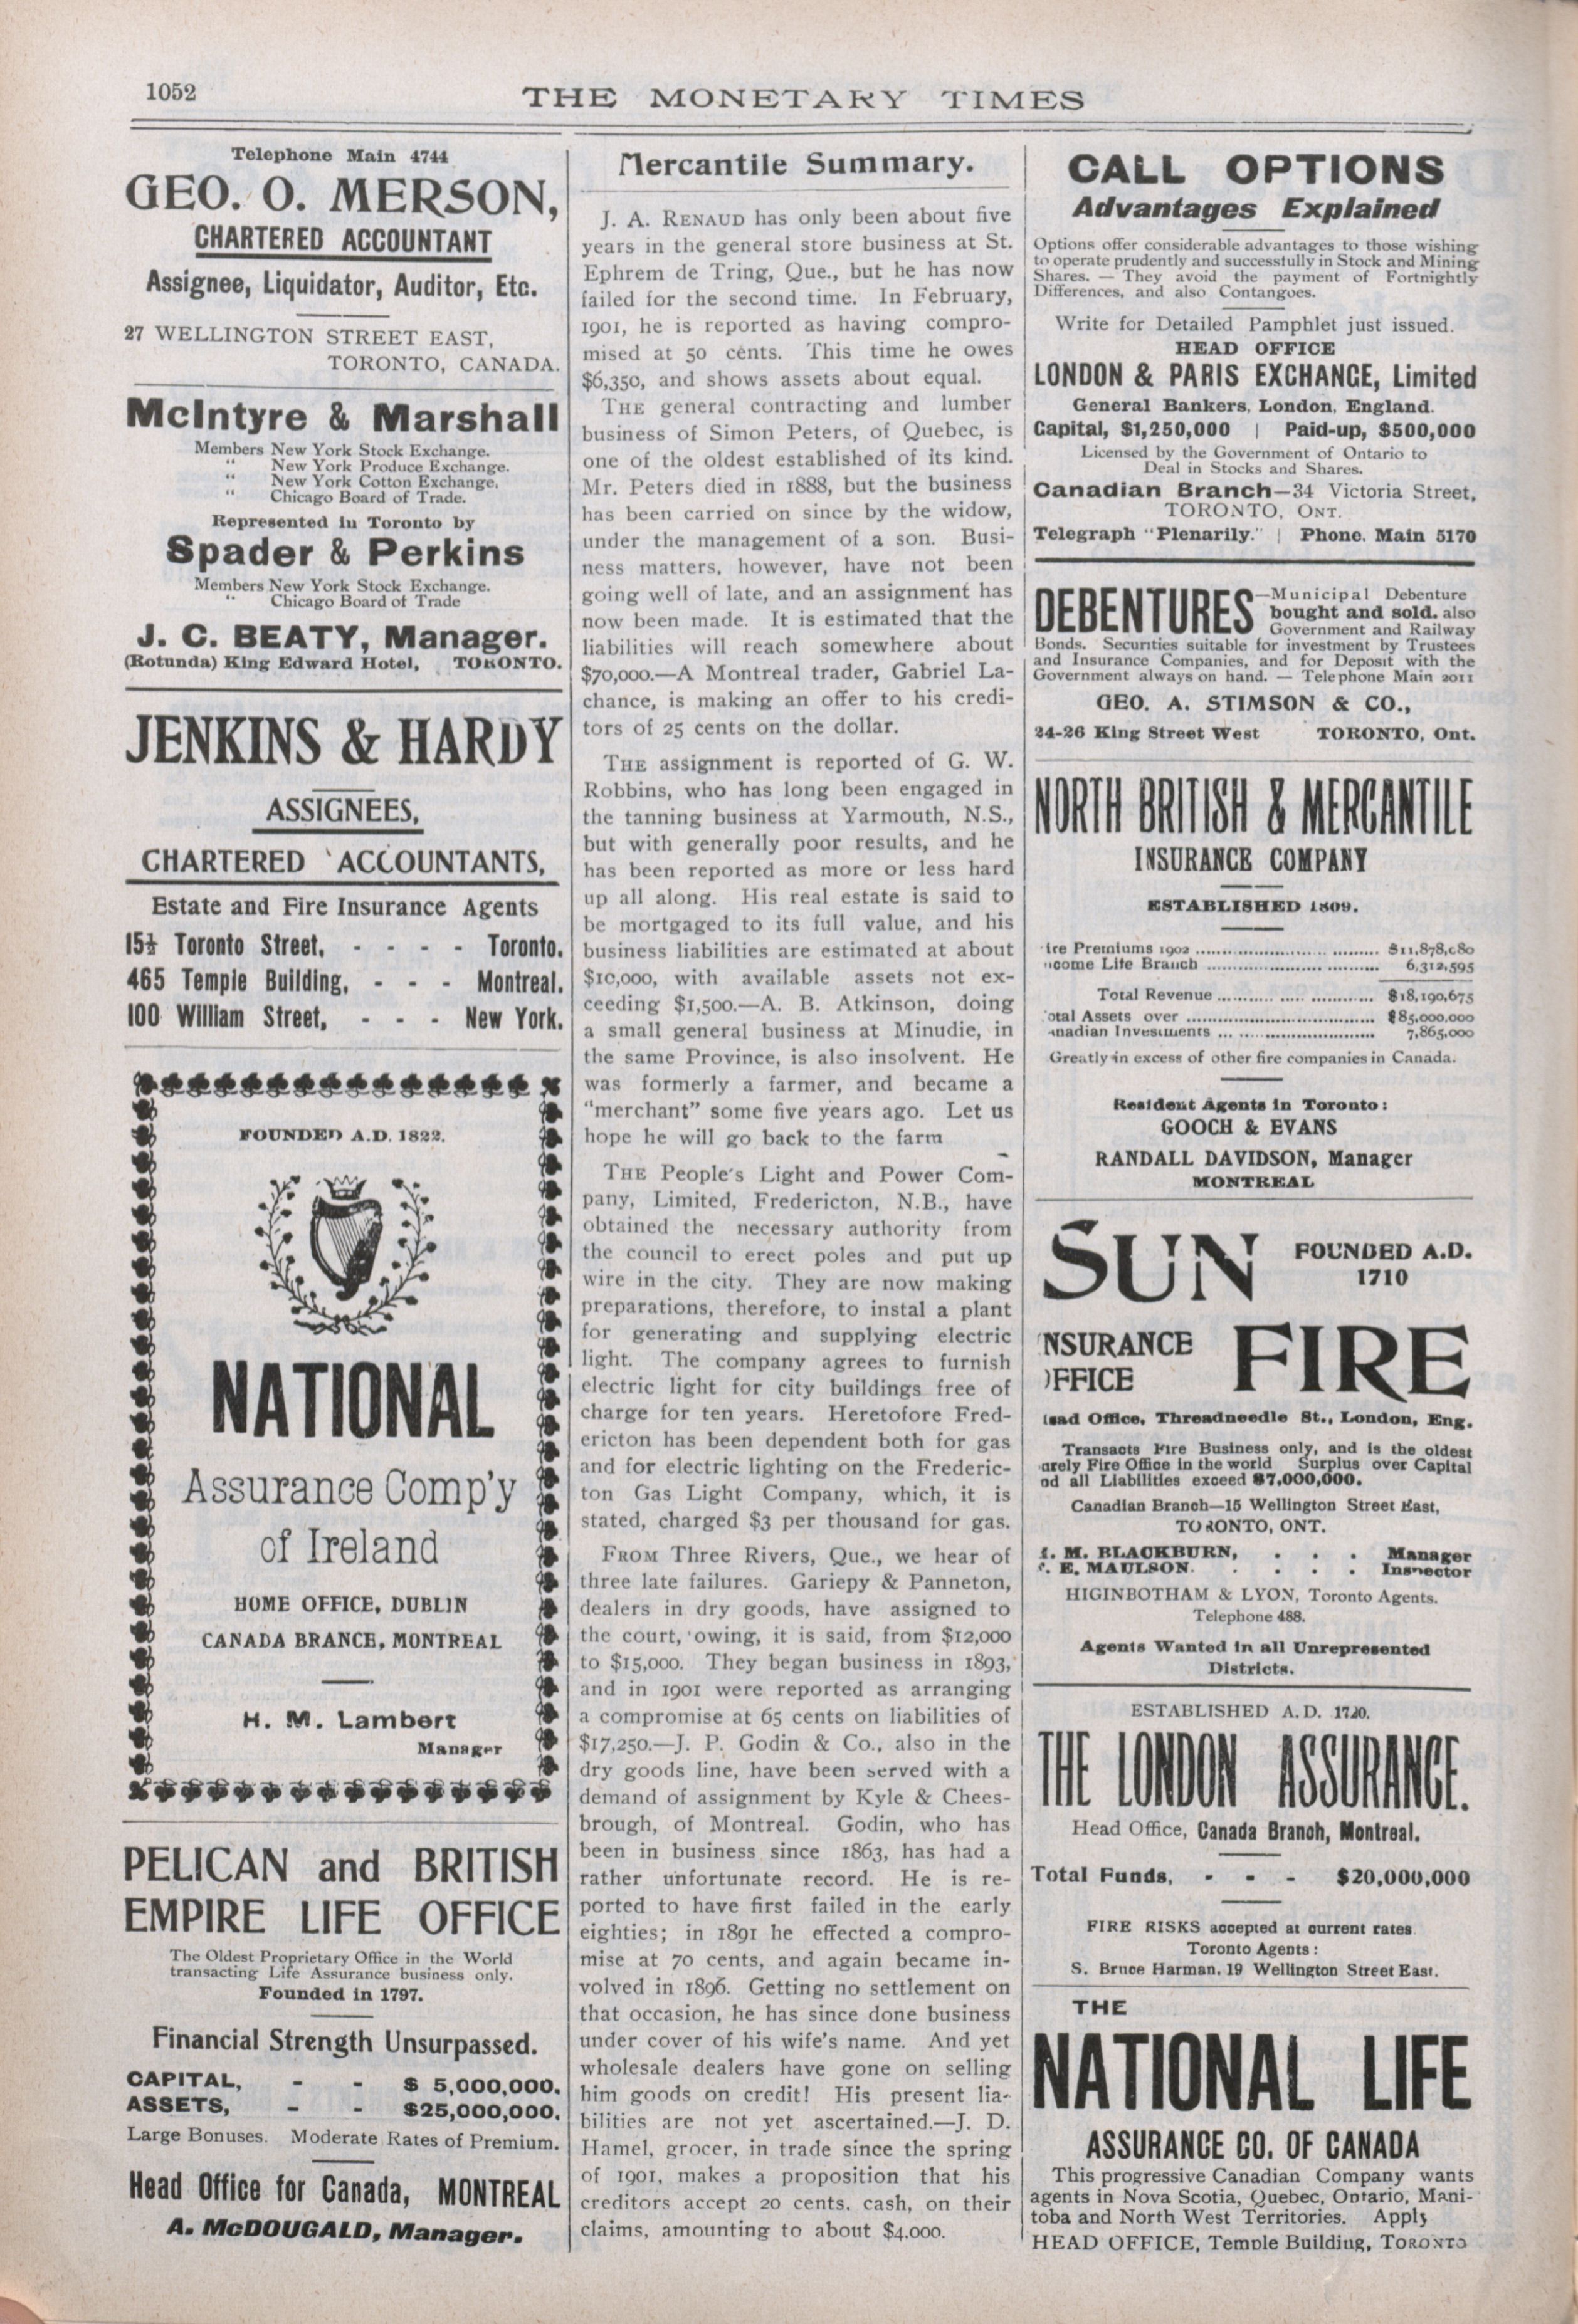 1052
THE MONETARY TIMES
Telephone Main 4744
GEO. O. MERSON,
CHARTERED ACCOUNTANT
Assignee, Liquidator, Auditor, Etc.
27 WELLINGTON STREET EAST,
TORONTO, CANADA.
McIntyre & Marshall
Members New York Stock Exchange.
" New York Produce Exchange.
" New York Cotton Exchange,
" Chicago Board of Trade.
Represented in Toronto by
Spader & Perkins
Members New York Stock Exchange.
" Chicago Board of Trade
J. C. BEATY, Manager.
(Rotunda) King Edward Hotel, TORONTO.
JENKINS & HARDY
ASSIGNEES,
CHARTERED ACCOUNTANTS,
Estate and Fire Insurance Agents
15½ Toronto Street, - - - - Toronto.
465 Temple Building, - - - Montreal.
100 William Street, - - - New York.
FOUNDED A.D. 1822.
NATIONAL
Assurance Comp'y
of Ireland
HOME OFFICE, DUBLIN
CANADA BRANCE, MONTREAL
H. M. Lambert
Manager
PELICAN and BRITISH
EMPIRE LIFE OFFICE
The Oldest Proprietary Office in the World
transacting Life Assurance business only.
Founded in 1797.
Financial Strength Unsurpassed.
CAPITAL, - - $ 5,000,000.
ASSETS, - - $25,000,000.
Large Bonuses. Moderate Rates of Premium.
Head Office for Canada, MONTREAL
A. McDOUGALD, Manager.
Mercantile Summary.
J. A. RENAUD has only been about five
years in the general store business at St.
Ephrem de Tring, Que., but he has now
failed for the second time. In February,
1901, he is reported as having compro-
mised at 50 cents. This time he owes
$6,350, and shows assets about equal.
THE general contracting and lumber
business of Simon Peters, of Quebec, is
one of the oldest established of its kind.
Mr. Peters died in 1888, but the business
has been carried on since by the widow,
under the management of a son. Busi-
ness matters, however, have not been
going well of late, and an assignment has
now been made. It is estimated that the
liabilities will reach somewhere about
$70,000.—A Montreal trader, Gabriel La-
chance, is making an offer to his credi-
tors of 25 cents on the dollar.
THE assignment is reported of G. W.
Robbins, who has long been engaged in
the tanning business at Yarmouth, N.S.,
but with generally poor results, and he
has been reported as more or less hard
up all along. His real estate is said to
be mortgaged to its full value, and his
business liabilities are estimated at about
$10,000, with available assets not ex-
ceeding $1,500.—A. B. Atkinson, doing
a small general business at Minudie, in
the same Province, is also insolvent. He
was formerly a farmer, and became a
"merchant" some five years ago. Let us
hope he will go back to the farm
THE People's Light and Power Com-
pany, Limited, Fredericton, N.B., have
obtained the necessary authority from
the council to erect poles and put up
wire in the city. They are now making
preparations, therefore, to instal a plant
for generating and supplying electric
light. The company agrees to furnish
electric light for city buildings free of
charge for ten years. Heretofore Fred-
ericton has been dependent both for gas
and for electric lighting on the Frederic-
ton Gas Light Company, which, it is
stated, charged $3 per thousand for gas.
FROM Three Rivers, Que., we hear of
three late failures. Gariepy & Panneton,
dealers in dry goods, have assigned to
the court, owing, it is said, from $12,000
to $15,000. They began business in 1893,
and in 1901 were reported as arranging
a compromise at 65 cents on liabilities of
$17,250.—J. P. Godin & Co., also in the
dry goods line, have been served with a
demand of assignment by Kyle & Chees-
brough, of Montreal. Godin, who has
been in business since 1863, has had a
rather unfortunate record. He is re-
ported to have first failed in the early
eighties; in 1891 he effected a compro-
mise at 70 cents, and again became in-
volved in 1896. Getting no settlement on
that occasion, he has since done business
under cover of his wife's name. And yet
wholesale dealers have gone on selling
him goods on credit! His present lia-
bilities are not yet ascertained.—J. D.
Hamel, grocer, in trade since the spring
of 1901, makes a proposition that his
creditors accept 20 cents. cash, on their
claims, amounting to about $4,000.
CALL OPTIONS
Advantages Explained
Options offer considerable advantages to those wishing
to operate prudently and successfully in Stock and Mining
Shares. — They avoid the payment of Fortnightly
Differences, and also Contangoes.
Write for Detailed Pamphlet just issued.
HEAD OFFICE
LONDON & PARIS EXCHANGE, Limited
General Bankers, London, England.
Capital, $1,250,000 | Paid-up, $500,000
Licensed by the Government of Ontario to
Deal in Stocks and Shares.
Canadian Branch—34 Victoria Street,
TORONTO, ONT.
Telegraph "Plenarily." | Phone. Main 5170
DEBENTURES—Municipal Debenture
bought and sold. also
Government and Railway
Bonds. Securities suitable for investment by Trustees
and Insurance Companies, and for Deposit with the
Government always on hand. — Telephone Main 2011
GEO. A. STIMSON & CO.,
24-26 King Street West TORONTO, Ont.
NORTH BRITISH & MERCANTILE
INSURANCE COMPANY
ESTABLISHED 1809.
ire Premiums 1902 ........ $11,878,080
ncome Life Branch ........ 6,312,595
Total Revenue ........ $18,190,675
otal Assets over ........ $85,000,000
anadian Investments ........ 7,865,000
Greatly in excess of other fire companies in Canada.
Resident Agents in Toronto:
GOOCH & EVANS
RANDALL DAVIDSON, Manager
MONTREAL
SUN FOUNDED A.D.
1710
NSURANCE
OFFICE FIRE
Head Office, Threadneedle St., London, Eng.
Transacts Fire Business only, and is the oldest
urely Fire Office in the world Surplus over Capital
nd all Liabilities exceed $7,000,000.
Canadian Branch—15 Wellington Street East,
TORONTO, ONT.
M. BLACKBURN, . . . Manager
E. MAULSON. . . . . Inspector
HIGINBOTHAM & LYON, Toronto Agents.
Telephone 488.
Agents Wanted in all Unrepresented
Districts.
ESTABLISHED A.D. 1720.
THE LONDON ASSURANCE.
Head Office, Canada Branch, Montreal.
Total Funds, - - - $20,000,000
FIRE RISKS accepted at current rates
Toronto Agents:
S. Bruce Harman, 19 Wellington Street East.
THE
NATIONAL LIFE
ASSURANCE CO. OF CANADA
This progressive Canadian Company wants
agents in Nova Scotia, Quebec, Ontario, Mani-
toba and North West Territories. Apply
HEAD OFFICE, Temple Building, TORONTO